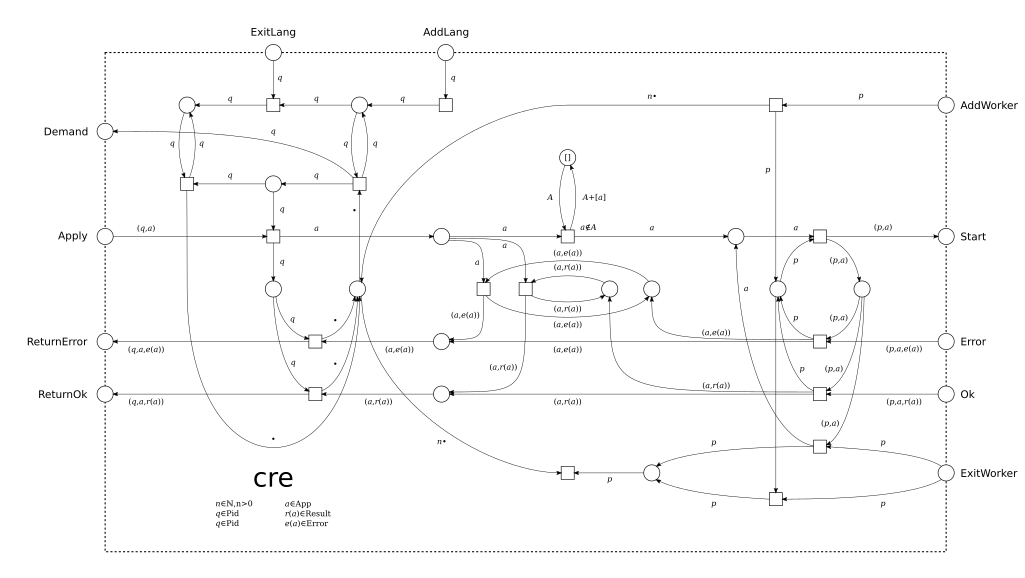 ExitLang
AddLang
q
q
q
q
q
n•
p
AddWorker
Demand
q
q
q
q
q
q
q
p
[]
A
A+[a]
q
•
Apply
(q,a)
a
a
a∉A
a
a
(p,a)
Start
a
(a,e(a))
q
a
(a,r(a))
p
(p,a)
a
(a,r(a))
q
•
(a,e(a))
(a,e(a))
p
(p,a)
(a,e(a))
ReturnError
(q,a,e(a))
(a,e(a))
(a,e(a))
(p,a,e(a))
Error
q
•
(a,r(a))
p
(p,a)
(a,r(a))
ReturnOk
(q,a,r(a))
(a,r(a))
(a,r(a))
(p,a,r(a))
Ok
(p,a)
•
n•
p
p
cre
p
ExitWorker
n∈N,n>0
a∈App
p
p
q∈Pid
r(a)∈Result
q∈Pid
e(a)∈Error